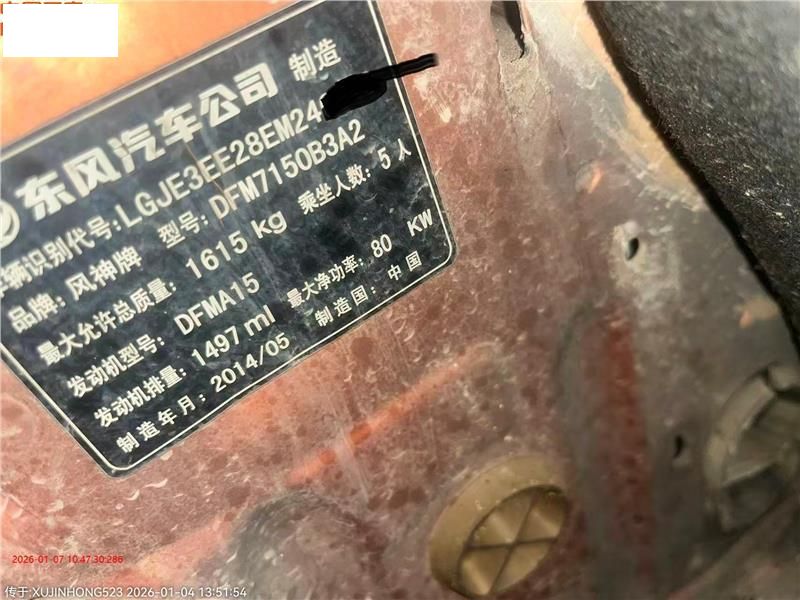 东风汽车公司 制造
车辆识别代号:LGJE3EE28EM24
品牌:风神牌 型号:DFM7150B3A2
最大允许总质量: 1615 kg 乘坐人数: 5 人
发动机型号: DFMA15
发动机排量: 1497 ml 最大净功率: 80 KW
制造年月: 2014/05 制造国: 中国
2026-01-07 10:47:30:286
传于:XUJINHONG523 2026-01-04 13:51:54